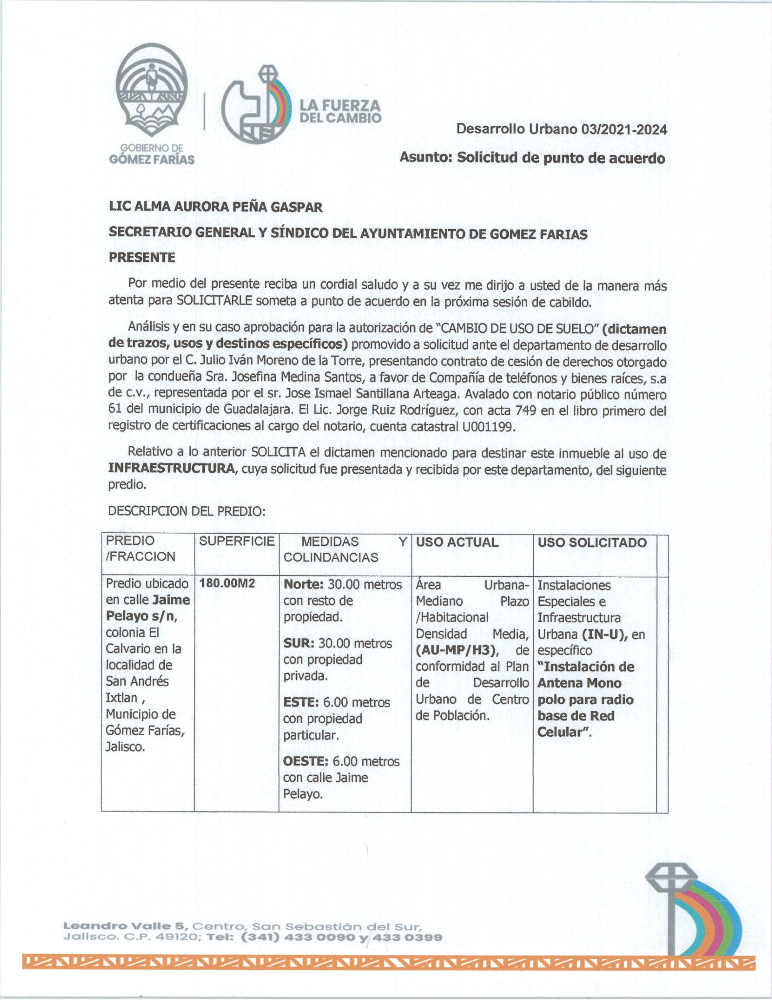 GOBIERNO DE
GÓMEZ FARÍAS
LA FUERZA
DEL CAMBIO
Desarrollo Urbano 03/2021-2024
Asunto: Solicitud de punto de acuerdo
LIC ALMA AURORA PEÑA GASPAR
SECRETARIO GENERAL Y SÍNDICO DEL AYUNTAMIENTO DE GOMEZ FARIAS
PRESENTE
Por medio del presente reciba un cordial saludo y a su vez me dirijo a usted de la manera más
atenta para SOLICITARLE someta a punto de acuerdo en la próxima sesión de cabildo.
Análisis y en su caso aprobación para la autorización de “CAMBIO DE USO DE SUELO” (dictamen
de trazos, usos y destinos específicos) promovido a solicitud ante el departamento de desarrollo
urbano por el C. Julio Iván Moreno de la Torre, presentando contrato de cesión de derechos otorgado
por la condueña Sra. Josefina Medina Santos, a favor de Compañía de teléfonos y bienes raíces, s.a
de c.v., representada por el sr. Jose Ismael Santillana Arteaga. Avalado con notario público número
61 del municipio de Guadalajara. El Lic. Jorge Ruiz Rodríguez, con acta 749 en el libro primero del
registro de certificaciones al cargo del notario, cuenta catastral U001199.
Relativo a lo anterior SOLICITA el dictamen mencionado para destinar este inmueble al uso de
INFRAESTRUCTURA, cuya solicitud fue presentada y recibida por este departamento, del siguiente
predio.
DESCRIPCION DEL PREDIO:
PREDIO
/FRACCION
SUPERFICIE
MEDIDAS Y
COLINDANCIAS
USO ACTUAL
USO SOLICITADO
Predio ubicado
en calle Jaime
Pelayo s/n,
colonia El
Calvario en la
localidad de
San Andrés
Ixtlan ,
Municipio de
Gómez Farías,
Jalisco.
180.00M2
Norte: 30.00 metros
con resto de
propiedad.
SUR: 30.00 metros
con propiedad
privada.
ESTE: 6.00 metros
con propiedad
particular.
OESTE: 6.00 metros
con calle Jaime
Pelayo.
Área Urbana-
Mediano Plazo
/Habitacional
Densidad Media,
(AU-MP/H3), de
conformidad al Plan
de Desarrollo
Urbano de Centro
de Población.
Instalaciones
Especiales e
Infraestructura
Urbana (IN-U), en
específico
“Instalación de
Antena Mono
polo para radio
base de Red
Celular”.
Leandro Valle 5, Centro, San Sebastián del Sur,
Jalisco. C.P. 49120; Tel: (341) 433 0090 y 433 0399